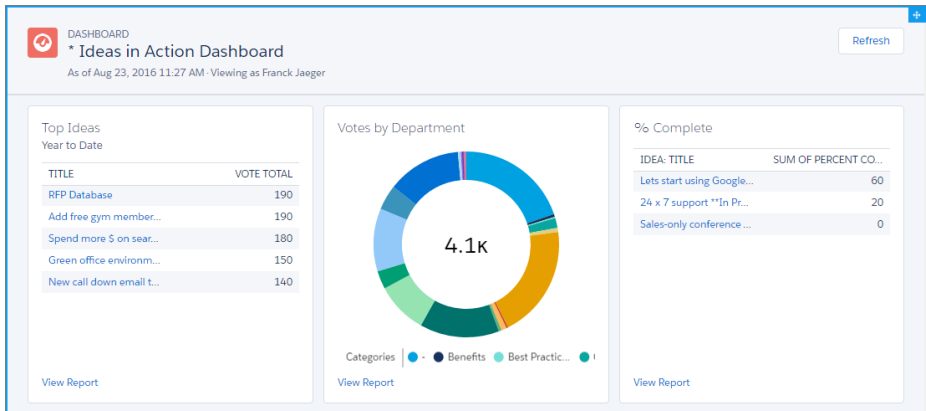 DASHBOARD
* Ideas in Action Dashboard
As of Aug 23, 2016 11:27 AM · Viewing as Franck Jaeger
Refresh
Top Ideas
Year to Date
TITLE VOTE TOTAL
RFP Database 190
Add free gym member... 190
Spend more $ on sear... 180
Green office environm... 150
New call down email t... 140
View Report
Votes by Department
4.1K
Categories - Benefits Best Practic...
View Report
% Complete
IDEA: TITLE SUM OF PERCENT CO...
Lets start using Google... 60
24 x 7 support **In Pr... 20
Sales-only conference ... 0
View Report